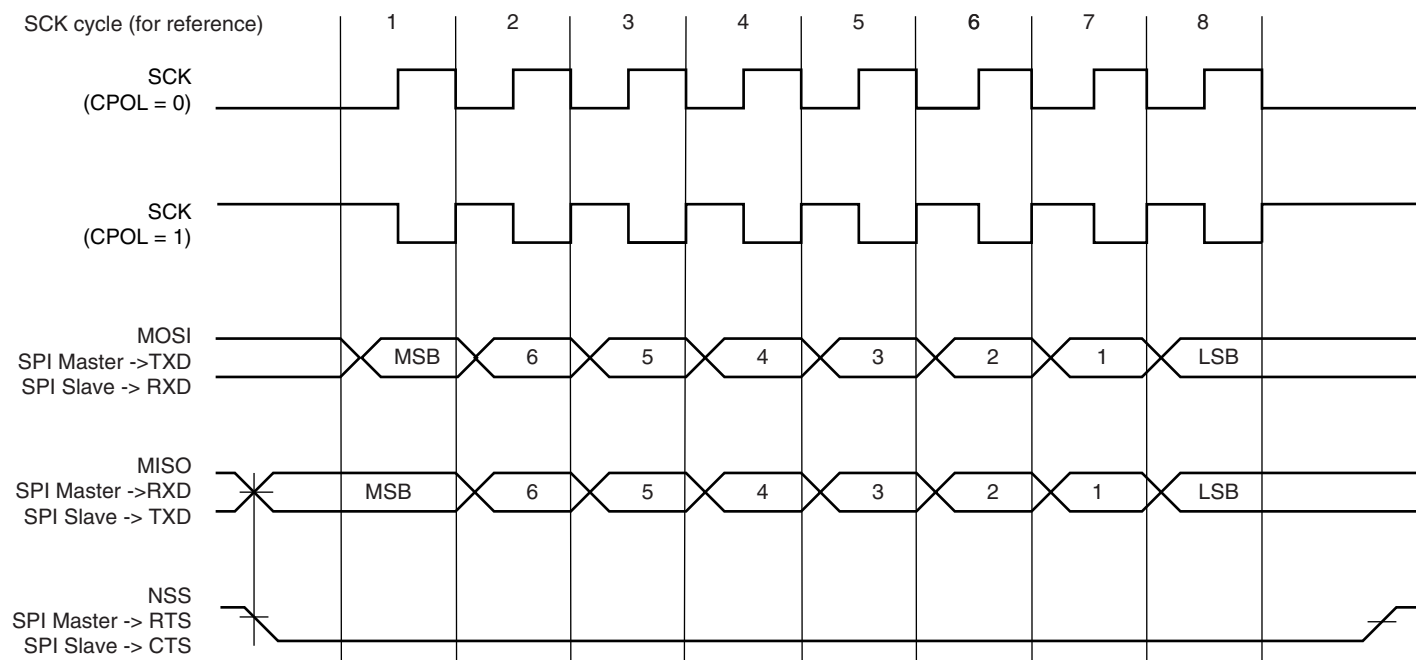 SCK cycle (for reference) 1 2 3 4 5 6 7 8
SCK
(CPOL = 0)
SCK
(CPOL = 1)
MOSI
SPI Master ->TXD
SPI Slave -> RXD
MSB 6 5 4 3 2 1 LSB
MISO
SPI Master ->RXD
SPI Slave -> TXD
MSB 6 5 4 3 2 1 LSB
NSS
SPI Master -> RTS
SPI Slave -> CTS